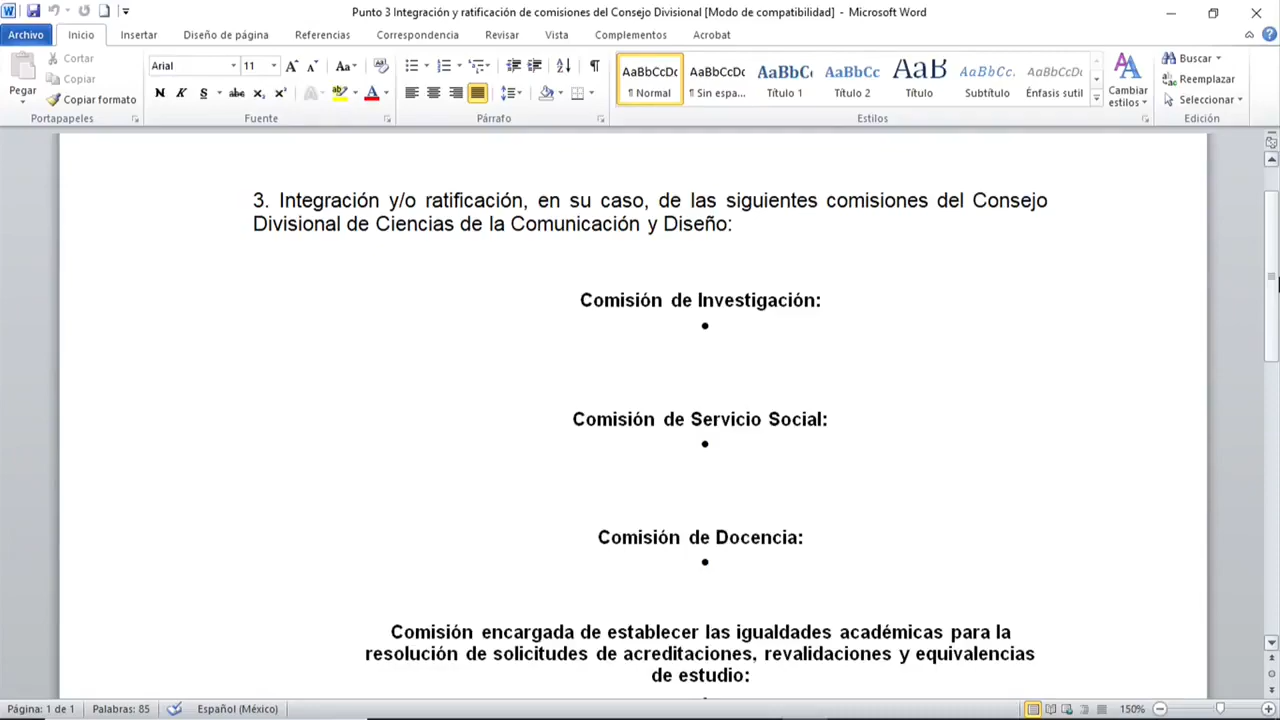 Punto 3 Integración y ratificación de comisiones del Consejo Divisional [Modo de compatibilidad] - Microsoft Word
Archivo Inicio Insertar Diseño de página Referencias Correspondencia Revisar Vista Complementos Acrobat
Pegar
Cortar
Copiar
Copiar formato
Portapapeles
Arial 11
N K S abc x₂ x²
Fuente
Párrafo
AaBbCcDc AaBbCcDc AaBbC AaBbCc AaB AaBbCc. AaBbCcDc
¶ Normal ¶ Sin espa... Título 1 Título 2 Título Subtítulo Énfasis sutil
Cambiar
estilos
Estilos
Buscar
Reemplazar
Seleccionar
Edición
3. Integración y/o ratificación, en su caso, de las siguientes comisiones del Consejo
Divisional de Ciencias de la Comunicación y Diseño:
Comisión de Investigación:
•
Comisión de Servicio Social:
•
Comisión de Docencia:
•
Comisión encargada de establecer las igualdades académicas para la
resolución de solicitudes de acreditaciones, revalidaciones y equivalencias
de estudio:
Página: 1 de 1 Palabras: 85 Español (México) 150%